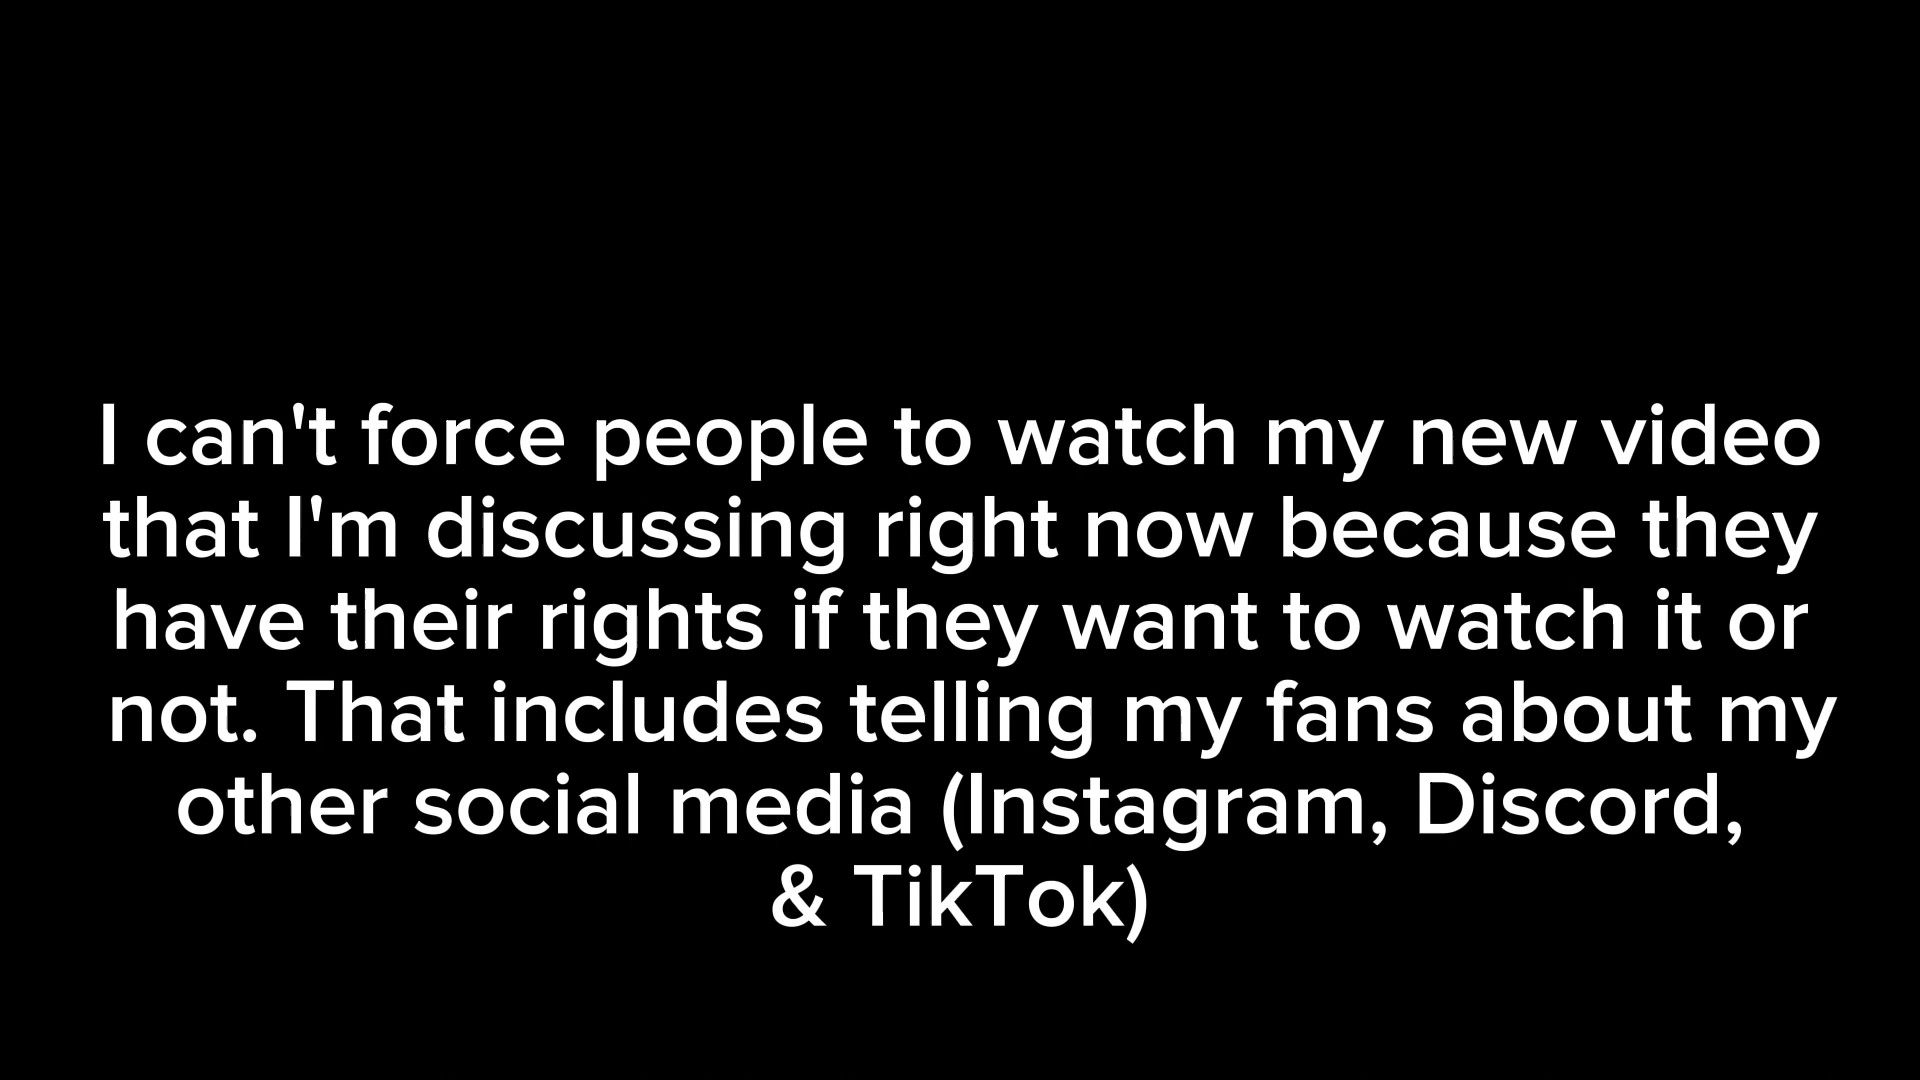 I can't force people to watch my new video
that I'm discussing right now because they
have their rights if they want to watch it or
not. That includes telling my fans about my
other social media (Instagram, Discord,
& TikTok)